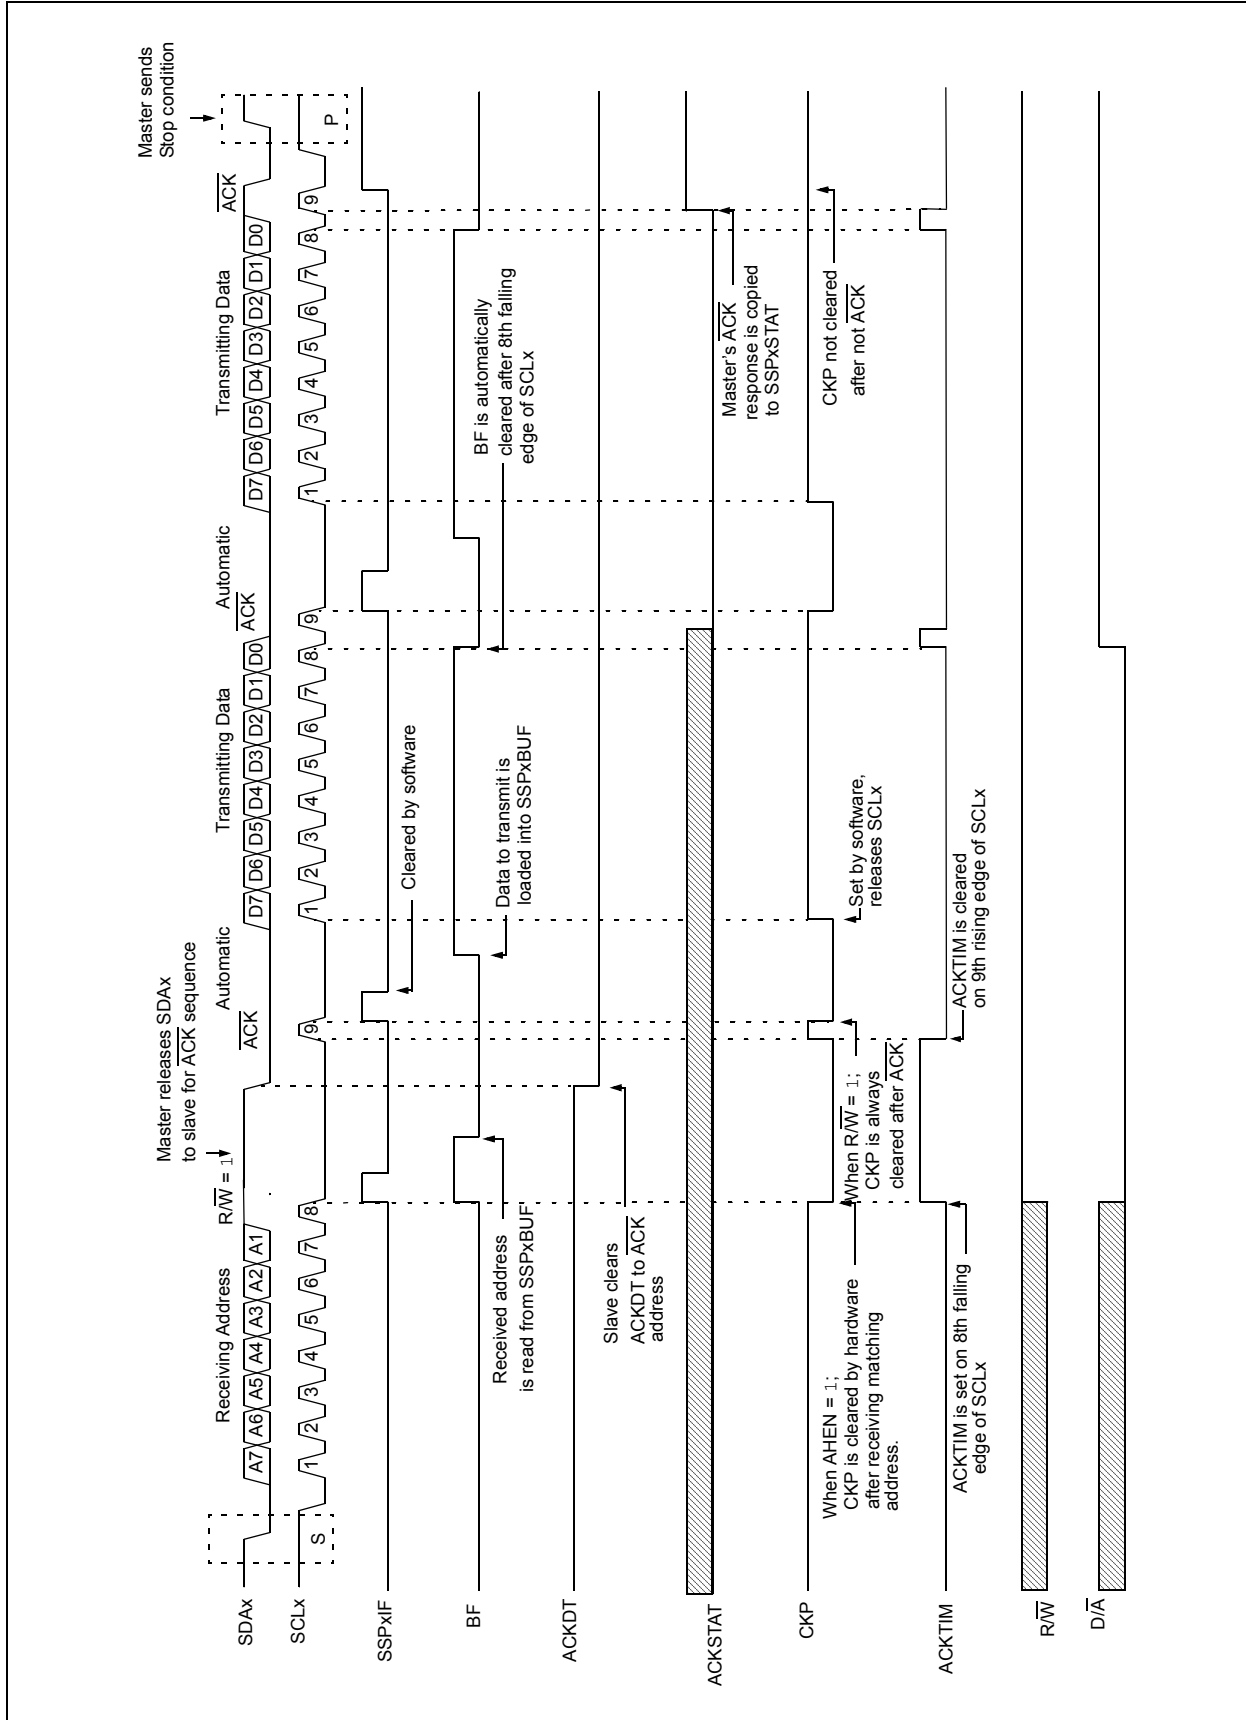 Master releases SDAx
to slave for ACK sequence
Master sends
Stop condition
Receiving Address
R/W = 1
ACK
Automatic
Transmitting Data
ACK
Automatic
Transmitting Data
ACK
SDAx
A7 A6 A5 A4 A3 A2 A1
D7 D6 D5 D4 D3 D2 D1 D0
D7 D6 D5 D4 D3 D2 D1 D0
SCLx
S
1 2 3 4 5 6 7 8 9
1 2 3 4 5 6 7 8 9
1 2 3 4 5 6 7 8 9
P
SSPxIF
Cleared by software
BF
Received address
is read from SSPxBUF
Data to transmit is
loaded into SSPxBUF
BF is automatically
cleared after 8th falling
edge of SCLx
ACKDT
Slave clears
ACKDT to ACK
address
ACKSTAT
Master's ACK
response is copied
to SSPxSTAT
CKP
When AHEN = 1;
CKP is cleared by hardware
after receiving matching
address.
When R/W = 1;
CKP is always
cleared after ACK
Set by software,
releases SCLx
CKP not cleared
after not ACK
ACKTIM
ACKTIM is set on 8th falling
edge of SCLx
ACKTIM is cleared
on 9th rising edge of SCLx
R/W
D/A